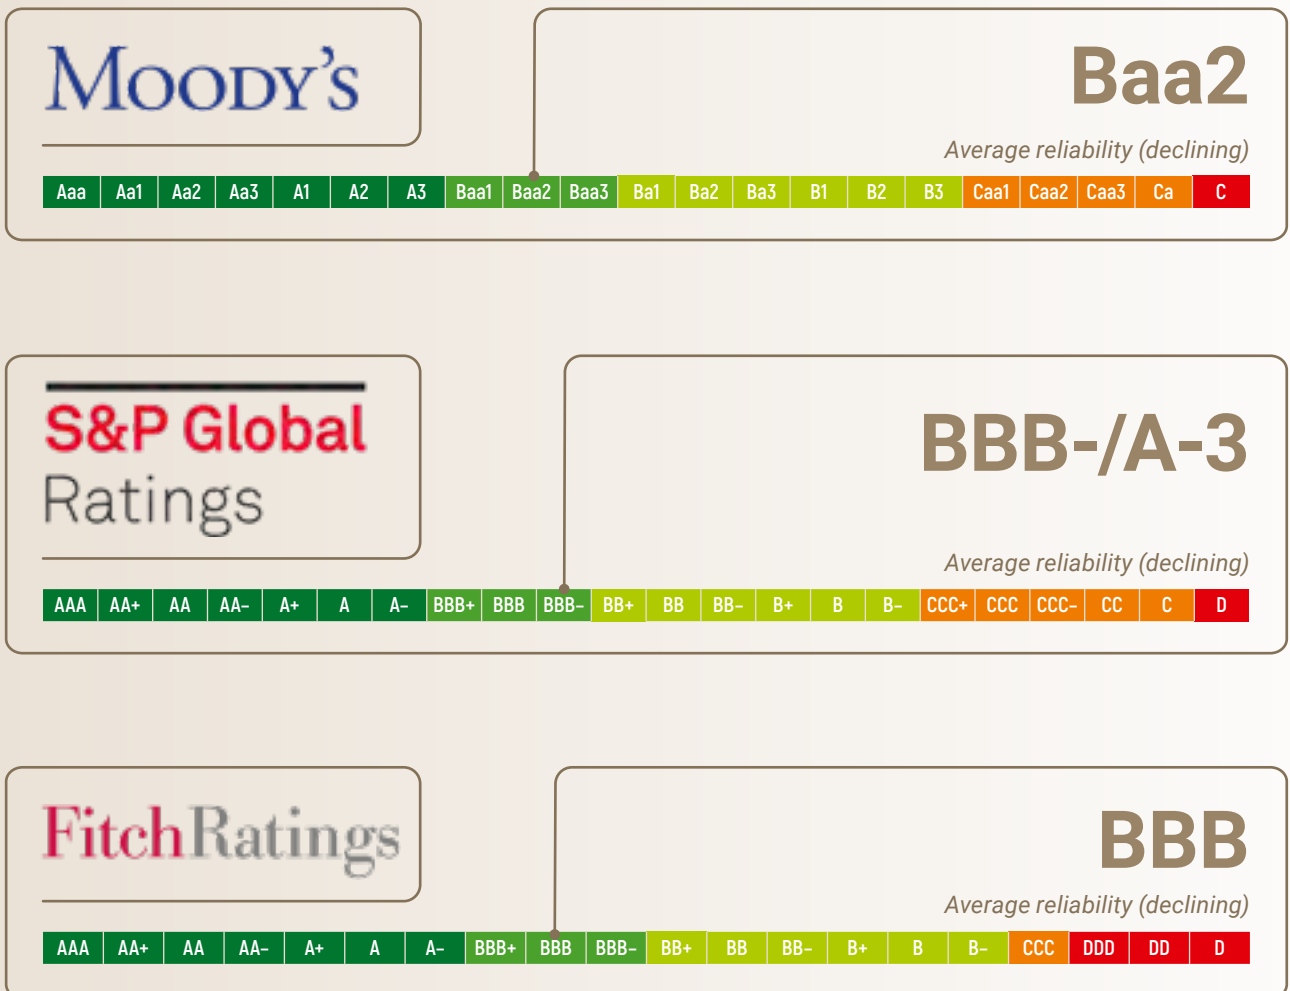 MOODY'S
Baa2
Average reliability (declining)
Aaa Aa1 Aa2 Aa3 A1 A2 A3 Baa1 Baa2 Baa3 Ba1 Ba2 Ba3 B1 B2 B3 Caa1 Caa2 Caa3 Ca C
S&P Global
Ratings
BBB-/A-3
Average reliability (declining)
AAA AA+ AA AA– A+ A A– BBB+ BBB BBB– BB+ BB BB– B+ B B– CCC+ CCC CCC– CC C D
FitchRatings
BBB
Average reliability (declining)
AAA AA+ AA AA– A+ A A– BBB+ BBB BBB– BB+ BB BB– B+ B B– CCC DDD DD D